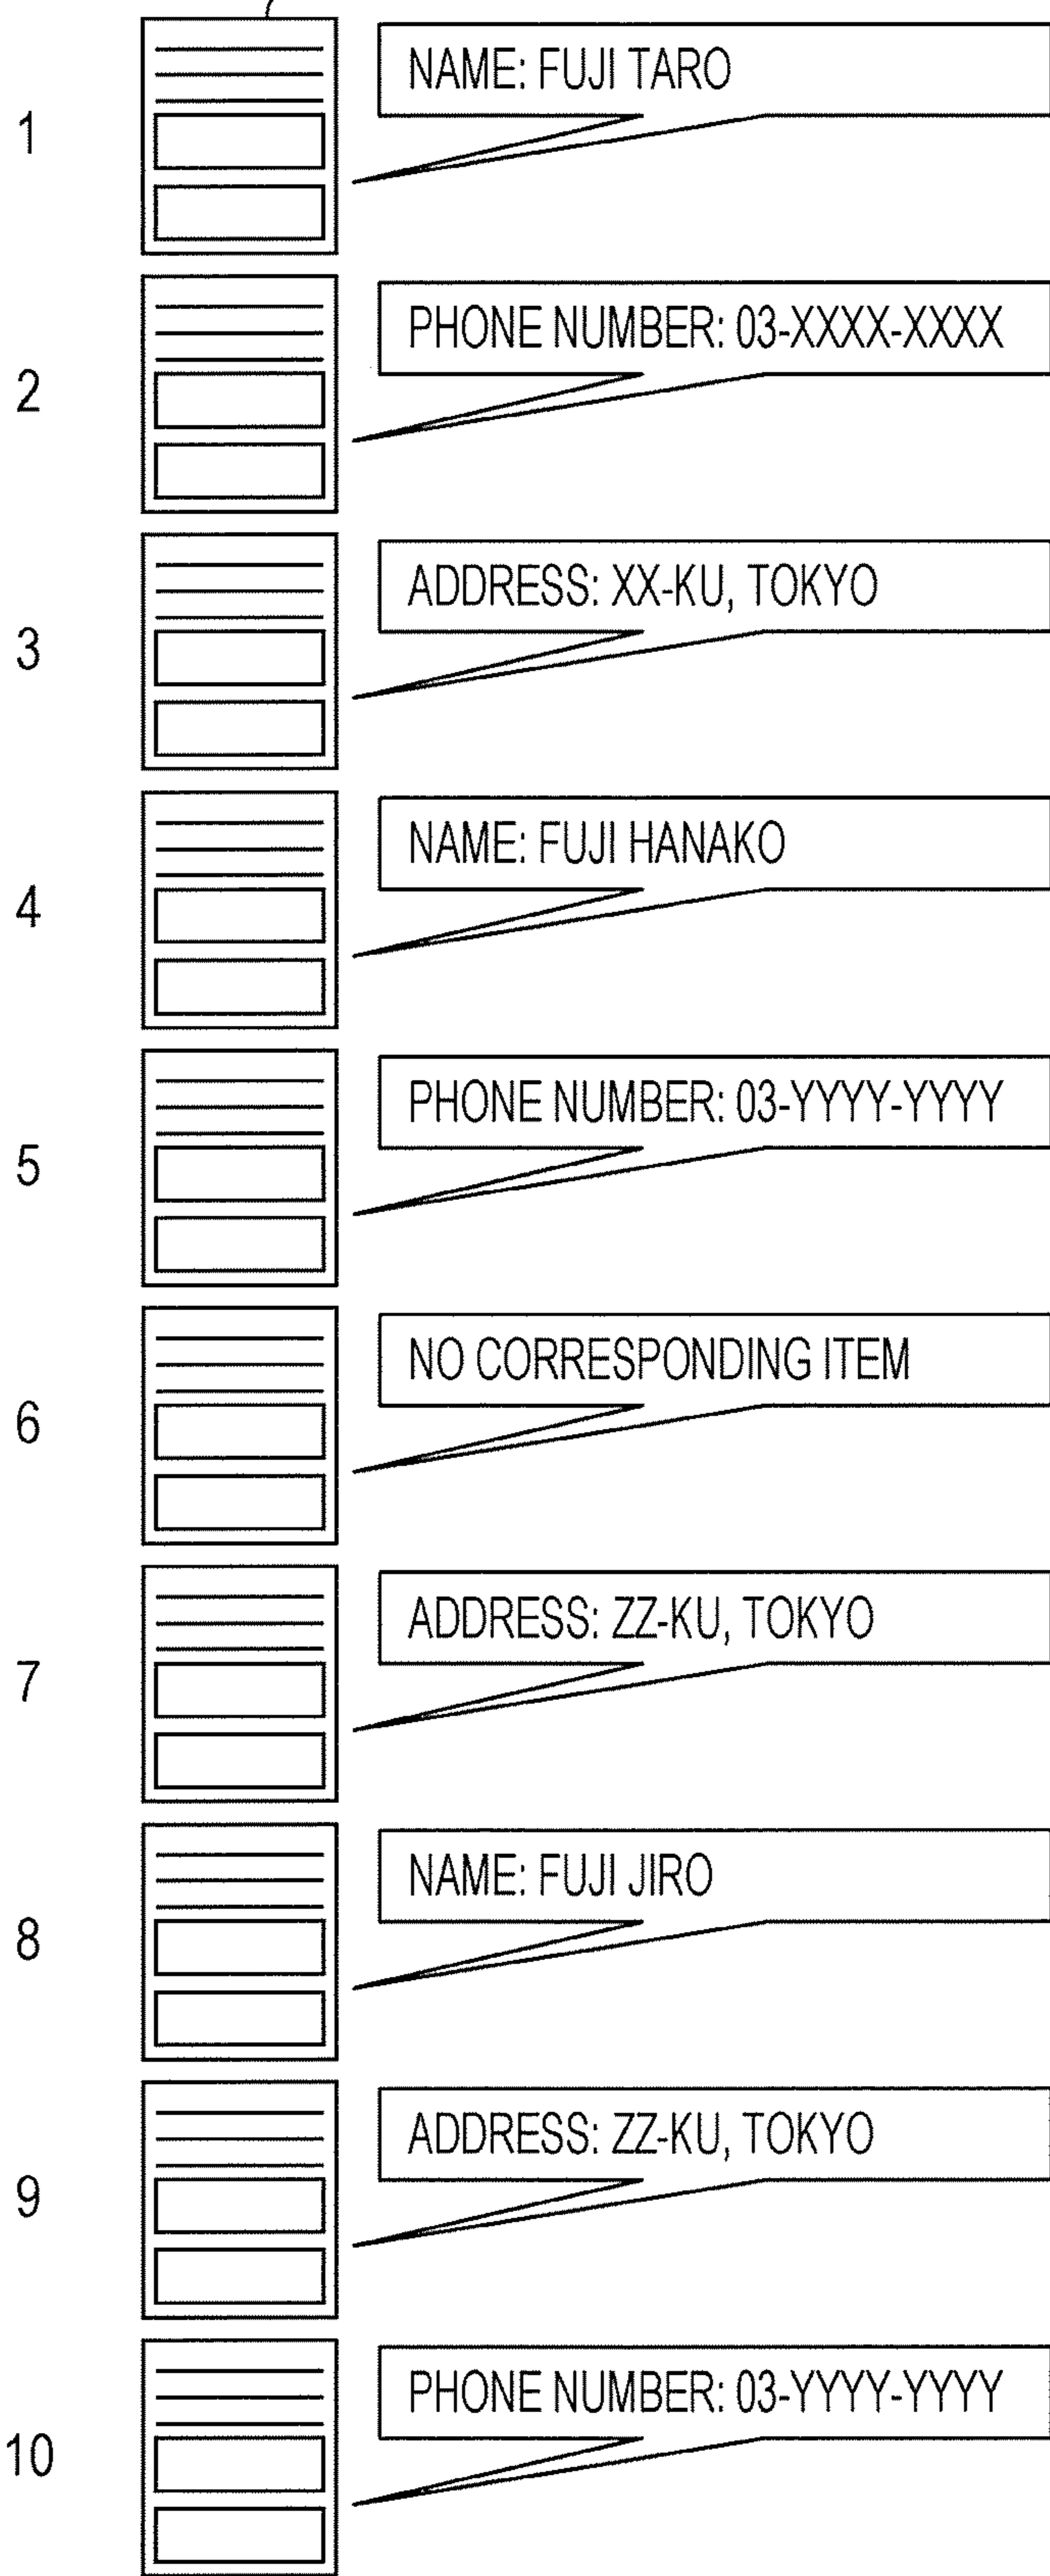 1 NAME: FUJI TARO
2 PHONE NUMBER: 03-XXXX-XXXX
3 ADDRESS: XX-KU, TOKYO
4 NAME: FUJI HANAKO
5 PHONE NUMBER: 03-YYYY-YYYY
6 NO CORRESPONDING ITEM
7 ADDRESS: ZZ-KU, TOKYO
8 NAME: FUJI JIRO
9 ADDRESS: ZZ-KU, TOKYO
10 PHONE NUMBER: 03-YYYY-YYYY